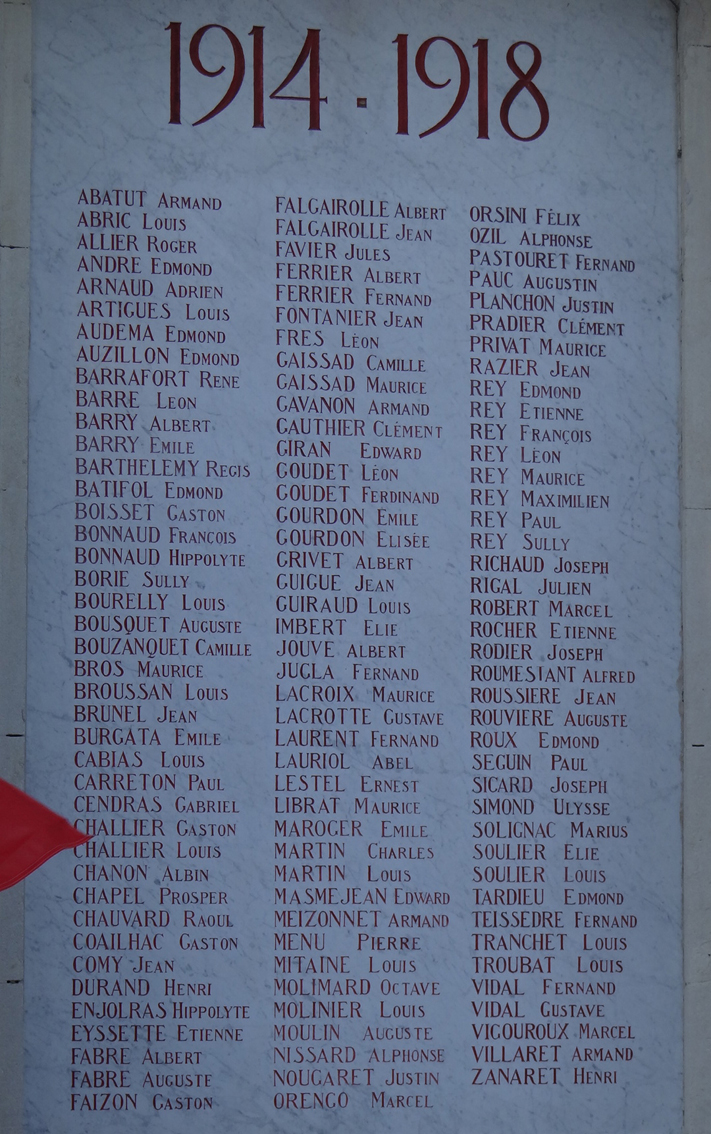 1914 . 1918
ABATUT ARMAND
ABRIC LOUIS
ALLIER ROGER
ANDRE EDMOND
ARNAUD ADRIEN
ARTIGUES LOUIS
AUDEMA EDMOND
AUZILLON EDMOND
BARRAFORT RENE
BARRE LEON
BARRY ALBERT
BARRY EMILE
BARTHELEMY REGIS
BATIFOL EDMOND
BOISSET GASTON
BONNAUD FRANCOIS
BONNAUD HIPPOLYTE
BORIE SULLY
BOURELLY LOUIS
BOUSQUET AUGUSTE
BOUZANQUET CAMILLE
BROS MAURICE
BROUSSAN LOUIS
BRUNEL JEAN
BURGATA EMILE
CABIAS LOUIS
CARRETON PAUL
CENDRAS GABRIEL
CHALLIER GASTON
CHALLIER LOUIS
CHANON ALBIN
CHAPEL PROSPER
CHAUVARD RAOUL
COAILHAC GASTON
COMY JEAN
DURAND HENRI
ENJOLRAS HIPPOLYTE
EYSSETTE ETIENNE
FABRE ALBERT
FABRE AUGUSTE
FAIZON GASTON
FALGAIROLLE ALBERT
FALGAIROLLE JEAN
FAVIER JULES
FERRIER ALBERT
FERRIER FERNAND
FONTANIER JEAN
FRES LÉON
GAISSAD CAMILLE
GAISSAD MAURICE
GAVANON ARMAND
GAUTHIER CLÉMENT
GIRAN EDWARD
GOUDET LÉON
GOUDET FERDINAND
GOURDON EMILE
GOURDON ELISÉE
GRIVET ALBERT
GUIGUE JEAN
GUIRAUD LOUIS
IMBERT ELIE
JOUVE ALBERT
JUGLA FERNAND
LACROIX MAURICE
LACROTTE GUSTAVE
LAURENT FERNAND
LAURIOL ABEL
LESTEL ERNEST
LIBRAT MAURICE
MAROGER EMILE
MARTIN CHARLES
MARTIN LOUIS
MASMEJEAN EDWARD
MEIZONNET ARMAND
MENU PIERRE
MITAINE LOUIS
MOLIMARD OCTAVE
MOLINIER LOUIS
MOULIN AUGUSTE
NISSARD ALPHONSE
NOUGARET JUSTIN
ORENGO MARCEL
ORSINI FÉLIX
OZIL ALPHONSE
PASTOURET FERNAND
PAUC AUGUSTIN
PLANCHON JUSTIN
PRADIER CLÉMENT
PRIVAT MAURICE
RAZIER JEAN
REY EDMOND
REY ETIENNE
REY FRANÇOIS
REY LÉON
REY MAURICE
REY MAXIMILIEN
REY PAUL
REY SULLY
RICHAUD JOSEPH
RIGAL JULIEN
ROBERT MARCEL
ROCHER ETIENNE
RODIER JOSEPH
ROUMESTANT ALFRED
ROUSSIERE JEAN
ROUVIERE AUGUSTE
ROUX EDMOND
SEGUIN PAUL
SICARD JOSEPH
SIMOND ULYSSE
SOLIGNAC MARIUS
SOULIER ELIE
SOULIER LOUIS
TARDIEU EDMOND
TEISSEDRE FERNAND
TRANCHET LOUIS
TROUBAT LOUIS
VIDAL FERNAND
VIDAL GUSTAVE
VIGOUROUX MARCEL
VILLARET ARMAND
ZANARET HENRI